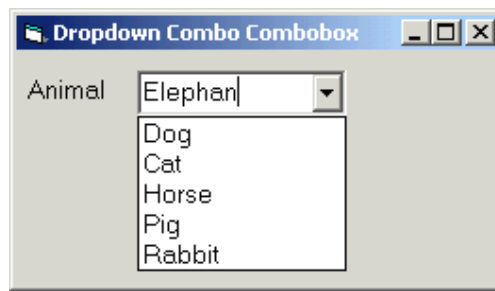 Dropdown Combo Combobox
Animal Elephan
Dog
Cat
Horse
Pig
Rabbit